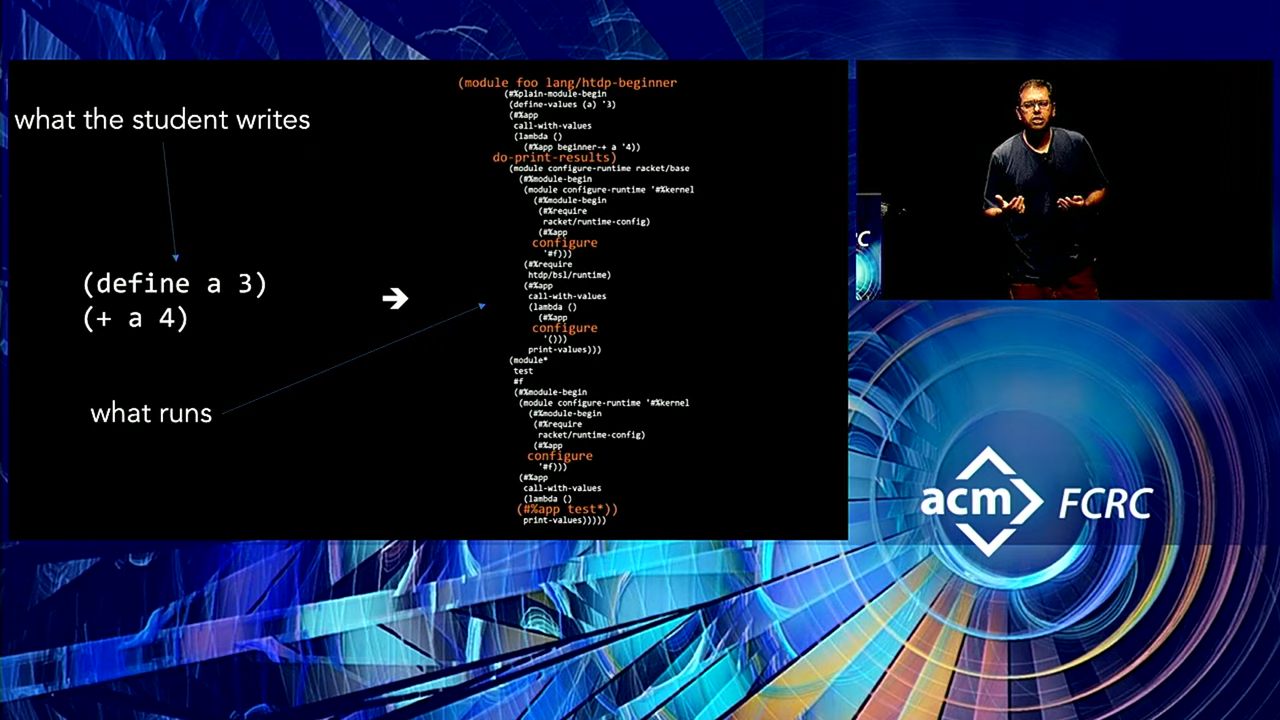 what the student writes
(define a 3)
(+ a 4)
➔
what runs
(module foo lang/htdp-beginner
(#%plain-module-begin
(define-values (a) '3)
(#%app
call-with-values
(lambda ()
(#%app beginner-+ a '4))
do-print-results)
(module configure-runtime racket/base
(#%module-begin
(module configure-runtime '#%kernel
(#%module-begin
(#%require
racket/runtime-config)
(#%app
configure
'#f)))
(#%require
htdp/bsl/runtime)
(#%app
call-with-values
(lambda ()
(#%app
configure
'()))
print-values)))
(module*
test
#f
(#%module-begin
(module configure-runtime '#%kernel
(#%module-begin
(#%require
racket/runtime-config)
(#%app
configure
'#f)))
(#%app
call-with-values
(lambda ()
(#%app test*))
print-values)))))
acm FCRC